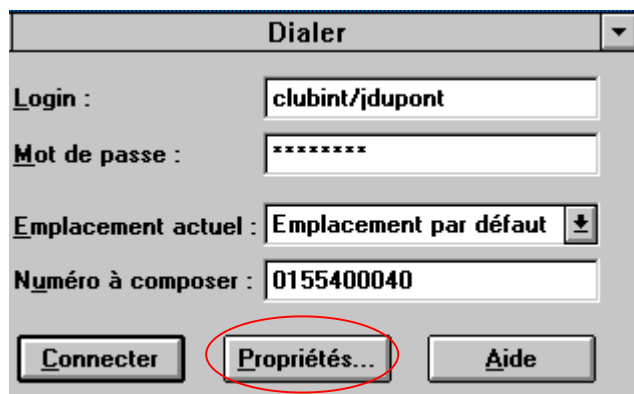 Dialer
Login : clubint/jdupont
Mot de passe : ********
Emplacement actuel : Emplacement par défaut
Numéro à composer : 0155400040
Connecter Propriétés... Aide